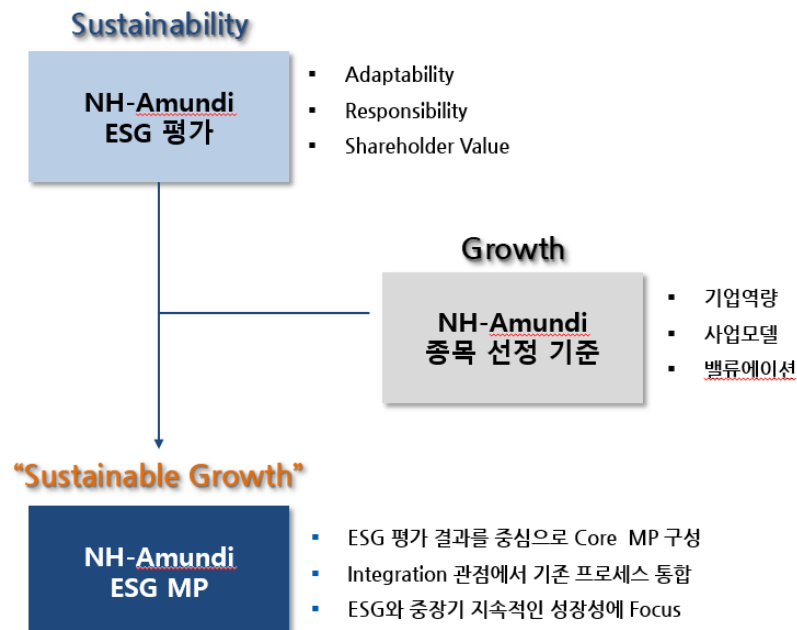 Sustainability
NH-Amundi
ESG 평가
▪ Adaptability
▪ Responsibility
▪ Shareholder Value
Growth
NH-Amundi
종목 선정 기준
▪ 기업역량
▪ 사업모델
▪ 밸류에이션
“Sustainable Growth”
NH-Amundi
ESG MP
▪ ESG 평가 결과를 중심으로 Core MP 구성
▪ Integration 관점에서 기존 프로세스 통합
▪ ESG와 중장기 지속적인 성장성에 Focus